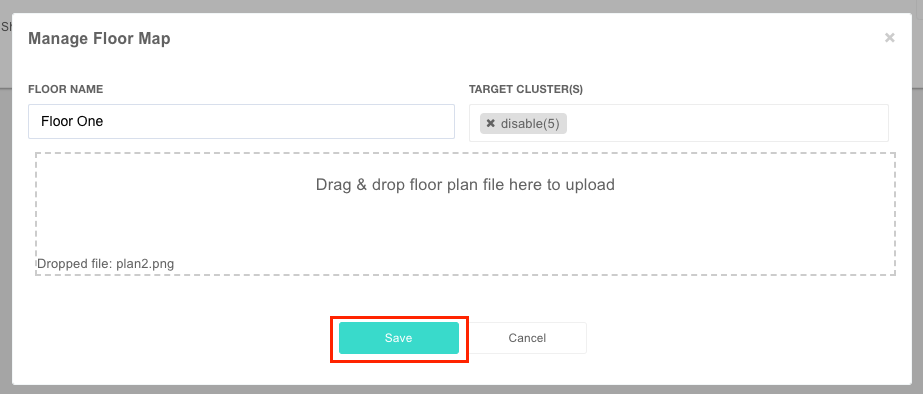 Sh
Manage Floor Map
×
FLOOR NAME
TARGET CLUSTER(S)
Floor One
✖ disable(5)
Drag & drop floor plan file here to upload
Dropped file: plan2.png
Save
Cancel